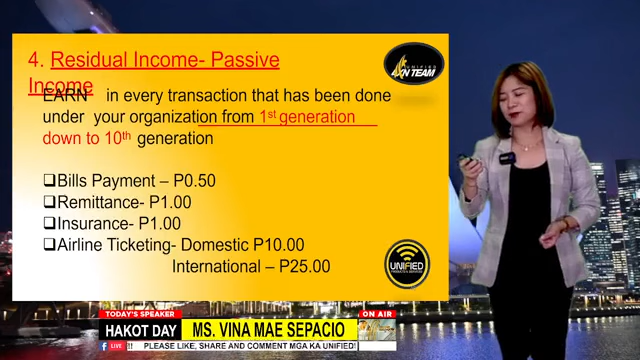 4. Residual Income- Passive
Income
EARN in every transaction that has been done
under your organization from 1st generation
down to 10th generation
❑Bills Payment – P0.50
❑Remittance- P1.00
❑Insurance- P1.00
❑Airline Ticketing- Domestic P10.00
International – P25.00
UNIFIED
AXN TEAM
UNIFIED
PRODUCTS & SERVICES
TODAY'S SPEAKER
HAKOT DAY
MS. VINA MAE SEPACIO
ON AIR
LIVE !!
PLEASE LIKE, SHARE AND COMMENT MGA KA UNIFIED!